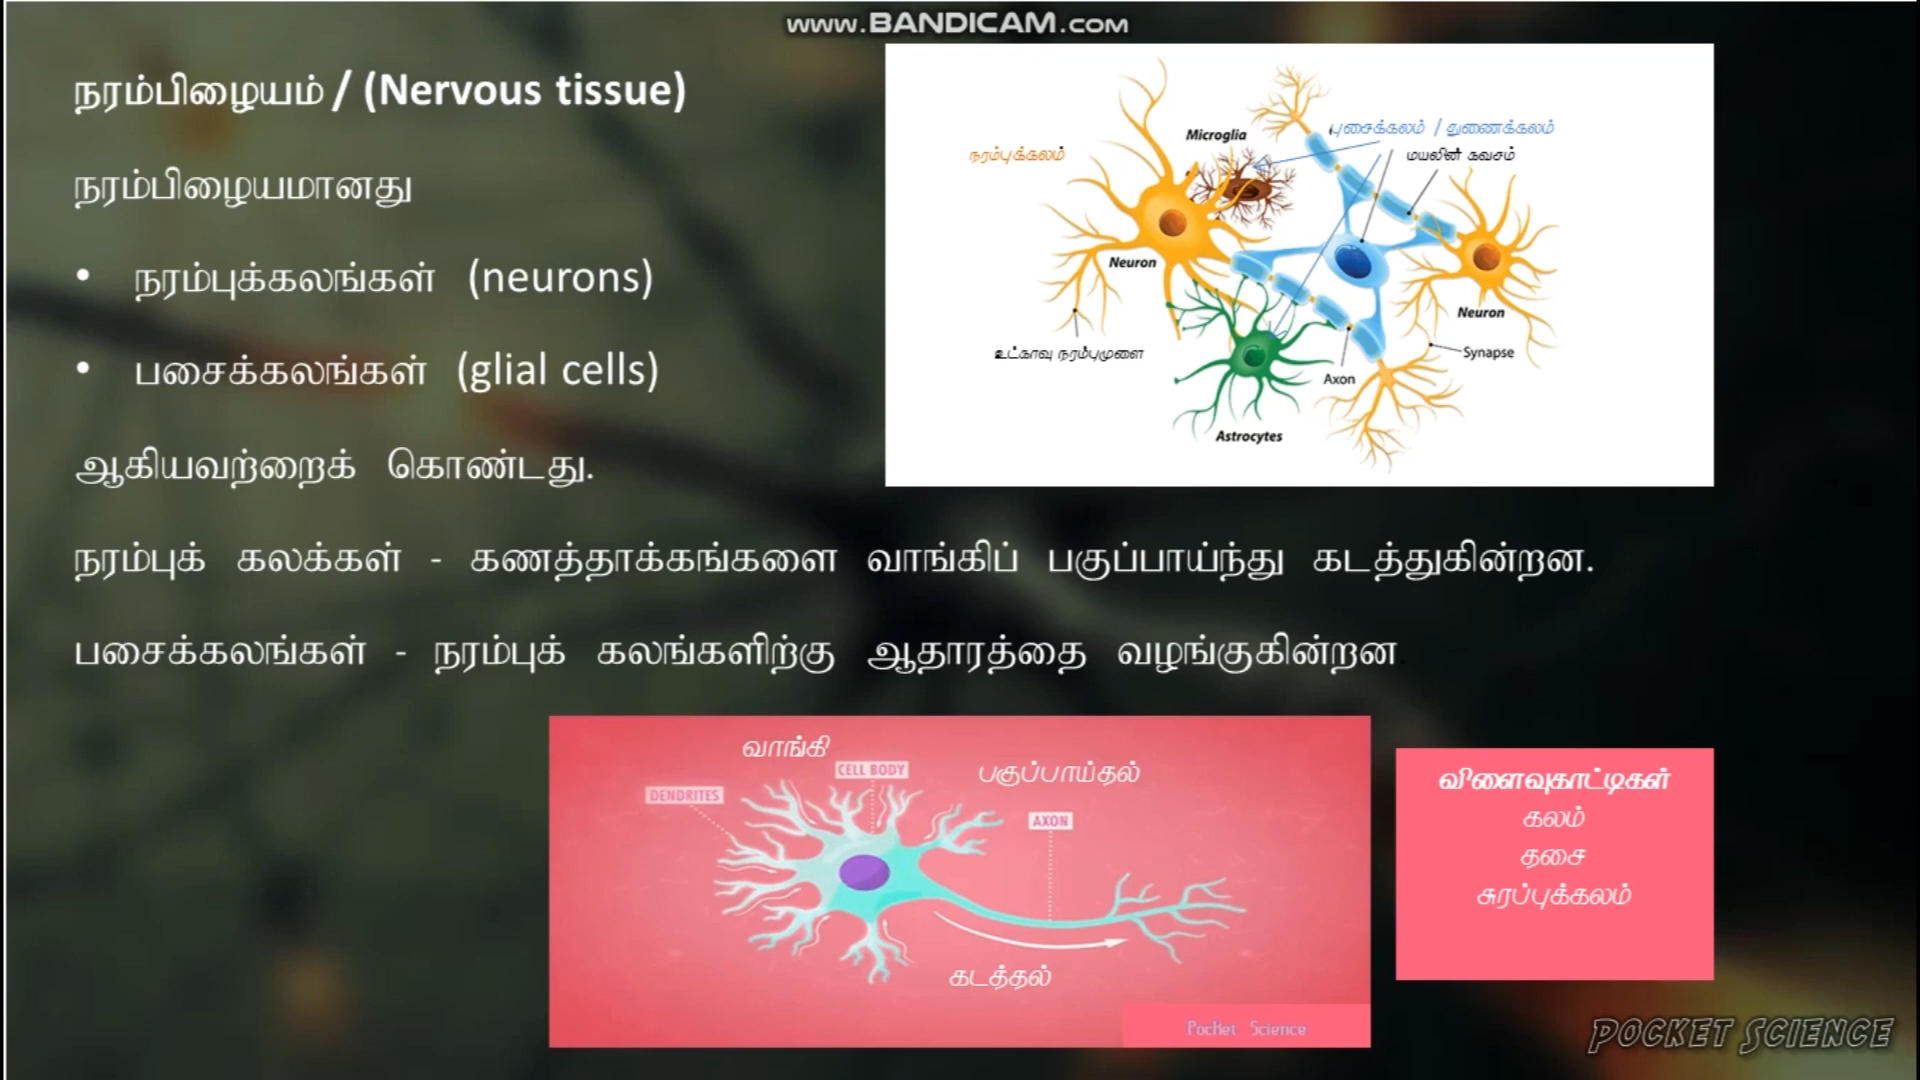 www.BANDICAM.com
நரம்பிழையம் / (Nervous tissue)
நரம்பிழையமானது
• நரம்புக்கலங்கள் (neurons)
• பசைக்கலங்கள் (glial cells)
ஆகியவற்றைக் கொண்டது.
நரம்புக் கலக்கள் - கணத்தாக்கங்களை வாங்கிப் பகுப்பாய்ந்து கடத்துகின்றன.
பசைக்கலங்கள் - நரம்புக் கலங்களிற்கு ஆதாரத்தை வழங்குகின்றன.
Microglia
புசைக்கலம் / துணைக்கலம்
நரம்புக்கலம்
மயலின் கவசம்
Neuron
Neuron
உட்காவு நரம்புமுளை
Synapse
Axon
Astrocytes
வாங்கி
CELL BODY
பகுப்பாய்தல்
DENDRITES
AXON
கடத்தல்
Pocket Science
விளைவுகாட்டிகள்
கலம்
தசை
சுரப்புக்கலம்
POCKET SCIENCE